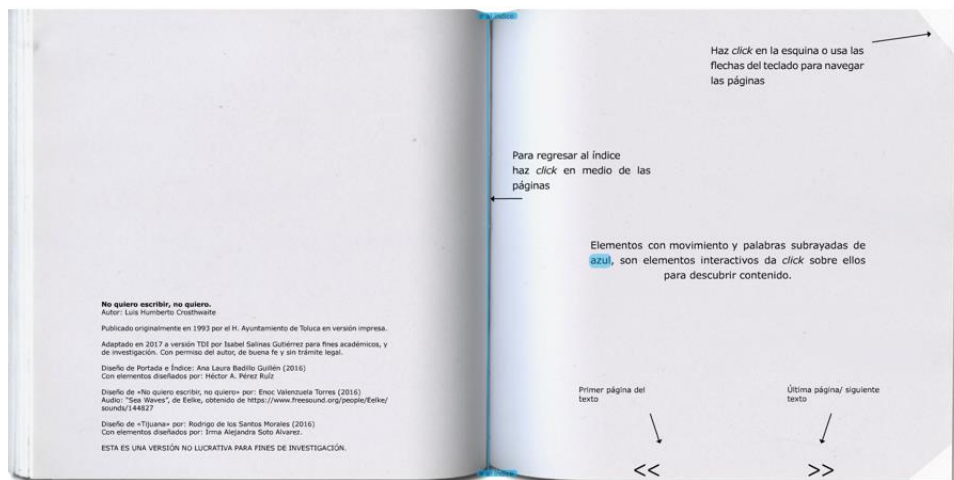 al índice
No quiero escribir, no quiero.
Autor: Luis Humberto Crosthwaite
Publicado originalmente en 1993 por el H. Ayuntamiento de Toluca en versión impresa.
Adaptado en 2017 a versión TDI por Isabel Salinas Gutiérrez para fines académicos, y
de investigación. Con permiso del autor, de buena fe y sin trámite legal.
Diseño de Portada e Índice: Ana Laura Badillo Guillén (2016)
Con elementos diseñados por: Héctor A. Pérez Ruíz
Diseño de «No quiero escribir, no quiero» por: Enoc Valenzuela Torres (2016)
Audio: "Sea Waves", de Eelke, obtenido de https://www.freesound.org/people/Eelke/
sounds/144827
Diseño de «Tijuana» por: Rodrigo de los Santos Morales (2016)
Con elementos diseñados por: Irma Alejandra Soto Alvarez.
ESTA ES UNA VERSIÓN NO LUCRATIVA PARA FINES DE INVESTIGACIÓN.
Haz click en la esquina o usa las
flechas del teclado para navegar
las páginas
Para regresar al índice
haz click en medio de las
páginas
Elementos con movimiento y palabras subrayadas de
azul, son elementos interactivos da click sobre ellos
para descubrir contenido.
Primer página del
texto
Última página/ siguiente
texto
<<
>>
al índice